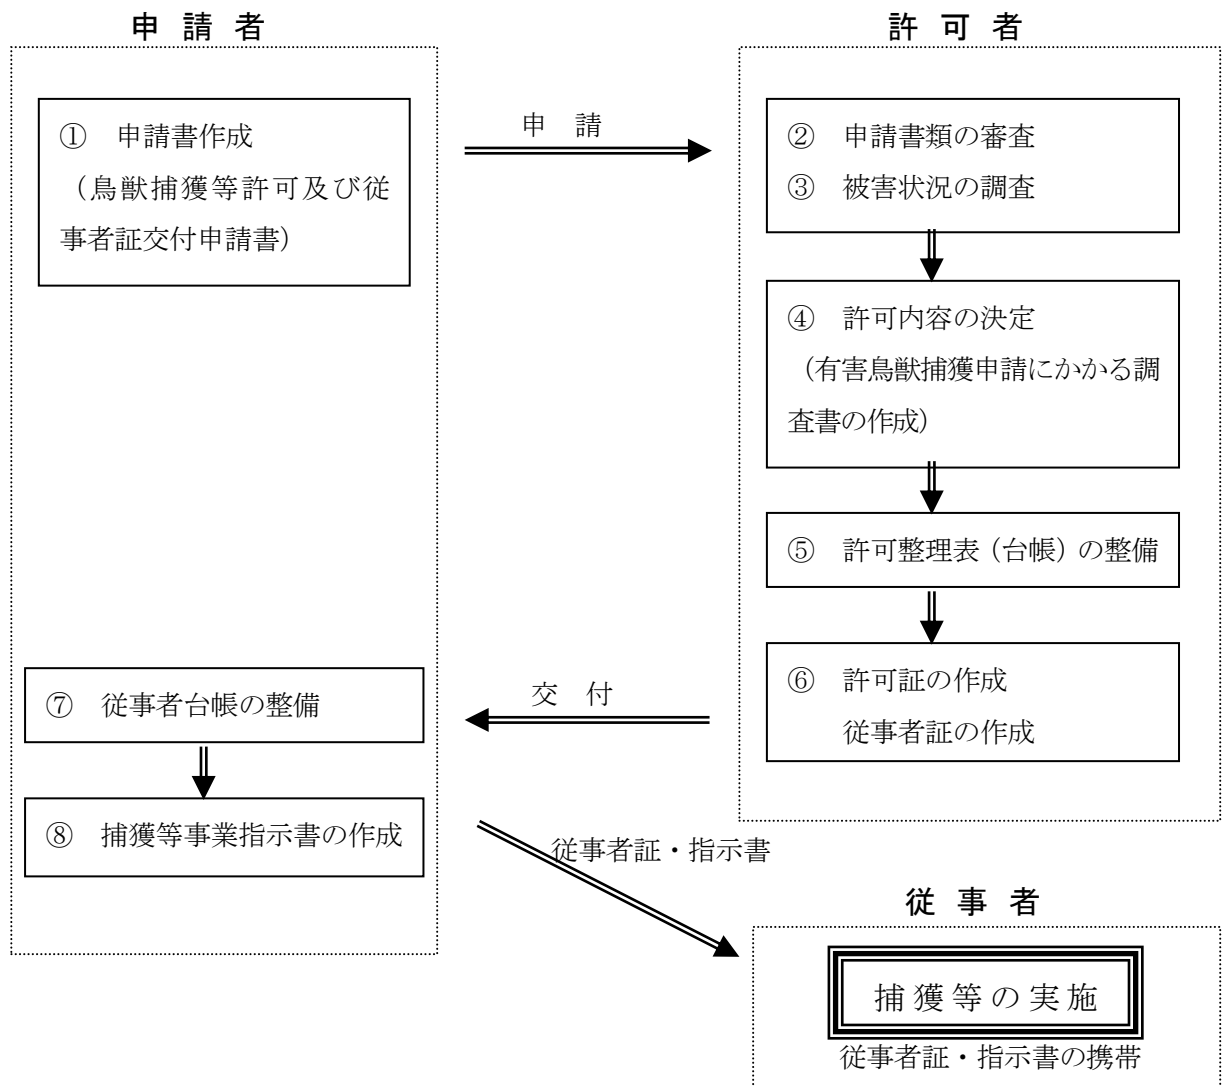 申 請 者
許 可 者
① 申請書作成
（鳥獣捕獲等許可及び従
事者証交付申請書）
申 請
② 申請書類の審査
③ 被害状況の調査
④ 許可内容の決定
（有害鳥獣捕獲申請にかかる調
査書の作成）
⑤ 許可整理表（台帳）の整備
⑥ 許可証の作成
従事者証の作成
交 付
⑦ 従事者台帳の整備
⑧ 捕獲等事業指示書の作成
従事者証・指示書
従 事 者
捕獲等の実施
従事者証・指示書の携帯